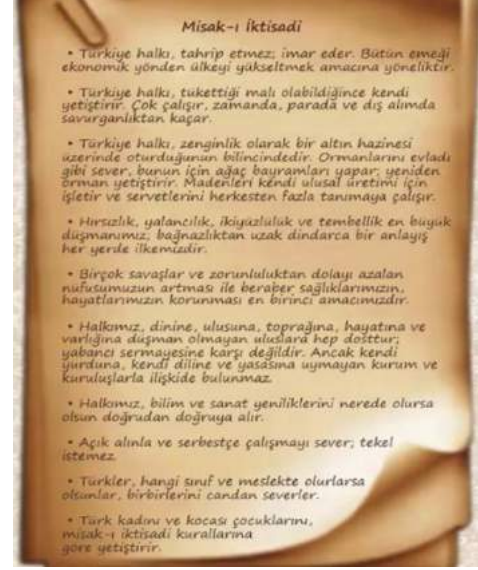 Misak-ı İktisadi
• Türkiye halkı, tahrip etmez; imar eder. Bütün emeği
ekonomik yönden ülkeyi yükseltmek amacına yöneliktir.
• Türkiye halkı, tükettiği malı olabildiğince kendi
yetiştirir. Çok çalışır, zamanda, parada ve dış alımda
savurganlıktan kaçar.
• Türkiye halkı, zenginlik olarak bir altın hazinesi
üzerinde oturduğunun bilincindedir. Ormanlarını evladı
gibi sever, bunun için ağaç bayramları yapar; yeniden
orman yetiştirir. Madenleri kendi ulusal üretimi için
işletir ve servetlerini herkesten fazla tanımaya çalışır.
• Hırsızlık, yalancılık, ikiyüzlülük ve tembellik en büyük
düşmanımız; bağnazlıktan uzak dindarca bir anlayış
her yerde ilkemizdir.
• Birçok savaşlar ve zorunluluktan dolayı azalan
nüfusumuzun artması ile beraber sağlıklarımızın,
hayatlarımızın korunması en birinci amacımızdır.
• Halkımız, dinine, ulusuna, toprağına, hayatına ve
varlığına düşman olmayan uluslara hep dosttur;
yabancı sermayesine karşı değildir. Ancak kendi
yurduna, kendi diline ve yasasına uymayan kurum ve
kuruluşlarla ilişkide bulunmaz.
• Halkımız, bilim ve sanat yeniliklerini nerede olursa
olsun doğrudan doğruya alır.
• Açık alınla ve serbestçe çalışmayı sever; tekel
istemez.
• Türkler, hangi sınıf ve meslekte olurlarsa
olsunlar, birbirlerini candan severler.
• Türk kadını ve kocası çocuklarını,
misak-ı iktisadi kurallarına
göre yetiştirir.